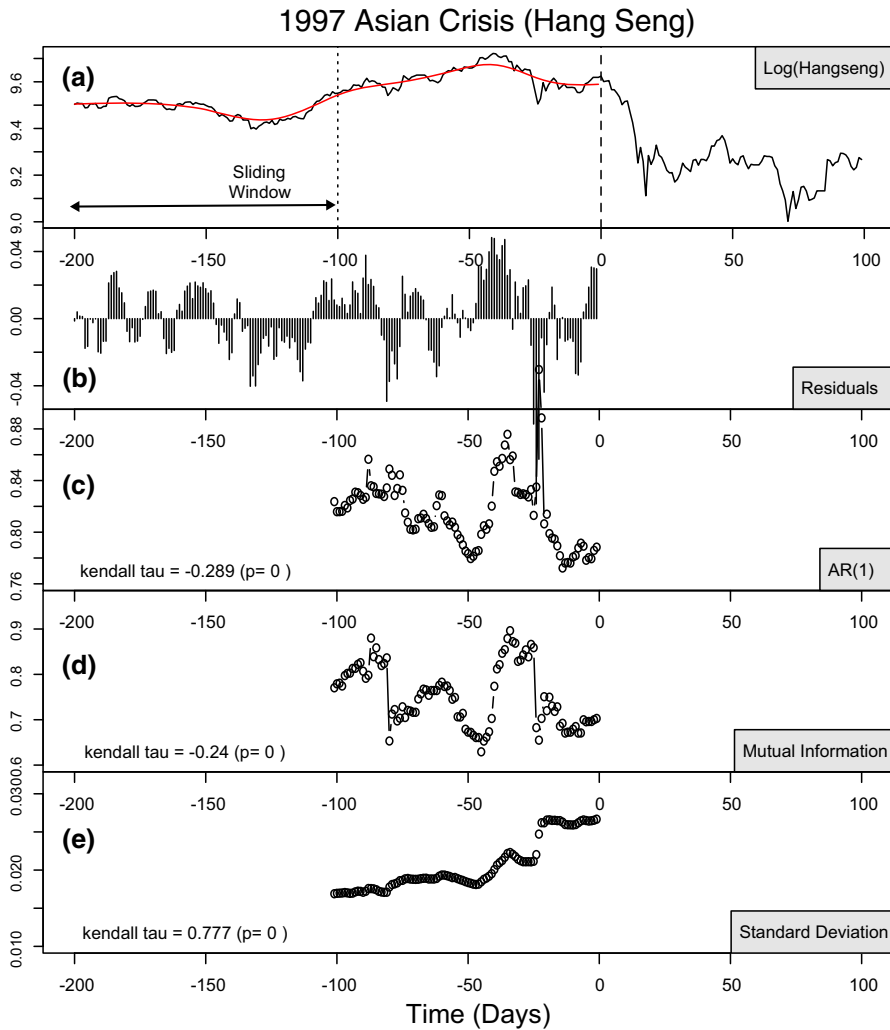 1997 Asian Crisis (Hang Seng)
(a)
Log(Hangseng)
9.6
9.4
9.2
9.0
Sliding
Window
-200 -150 -100 -50 0 50 100
0.04
0.00
-0.04
(b)
Residuals
-200 -150 -100 -50 0 50 100
0.88
0.84
0.80
0.76
(c)
kendall tau = -0.289 (p= 0 )
AR(1)
-200 -150 -100 -50 0 50 100
0.9
0.8
0.7
0.6
(d)
kendall tau = -0.24 (p= 0 )
Mutual Information
-200 -150 -100 -50 0 50 100
0.030
0.020
0.010
(e)
kendall tau = 0.777 (p= 0 )
Standard Deviation
-200 -150 -100 -50 0 50 100
Time (Days)